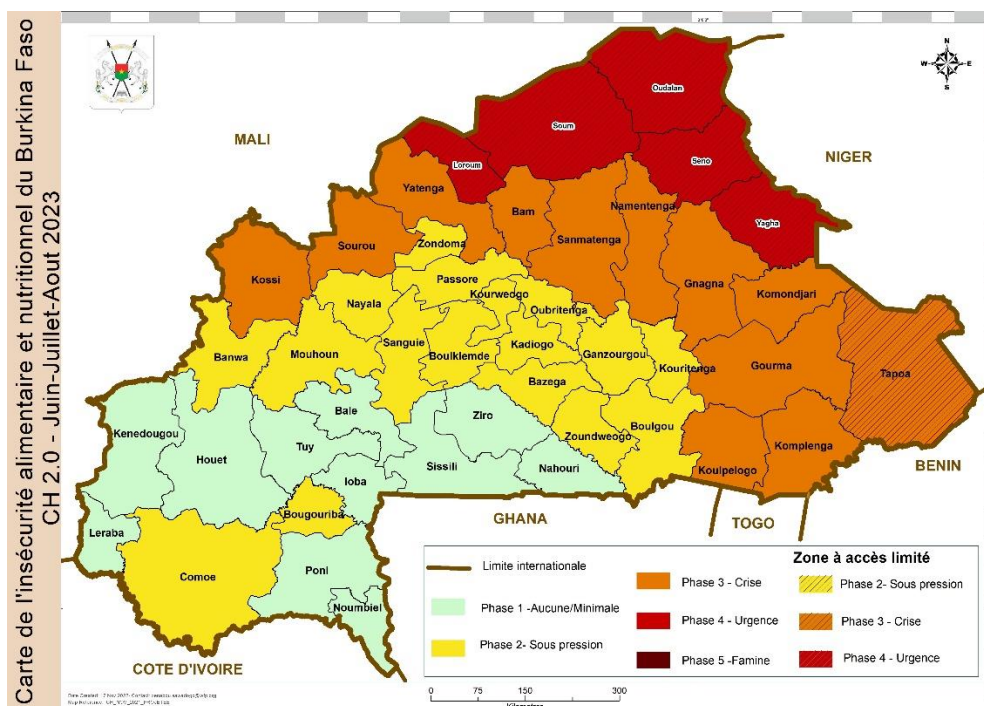 Carte de l'insécurité alimentaire et nutritionnel du Burkina Faso
CH 2.0 - Juin-Juillet-Aout 2023
N
W E
S
MALI
NIGER
Oudalan
Soum
Seno
Loroum
Yagha
Yatenga
Bam
Namentenga
Sanmatenga
Sourou
Zondoma
Kossi
Gnagna
Komondjari
Passore
Kourweogo
Nayala
Oubritenga
Sanguie
Kadiogo
Banwa
Mouhoun
Boulkiemde
Ganzourgou
Kouritenga
Gourma
Tapoa
Bazega
Bale
Ziro
Kenedougou
Zoundweogo
Boulgou
Tuy
Houet
Komplenga
Sissili
Nahouri
Koulpelogo
Ioba
BENIN
Bougouriba
GHANA
TOGO
Leraba
Comoe
Poni
Noumbiel
COTE D'IVOIRE
Limite internationale
Phase 1 -Aucune/Minimale
Phase 2- Sous pression
Phase 3 - Crise
Phase 4 - Urgence
Phase 5 - Famine
Zone à accès limité
Phase 2- Sous pression
Phase 3 - Crise
Phase 4 - Urgence
0 75 150 300
Kilometers